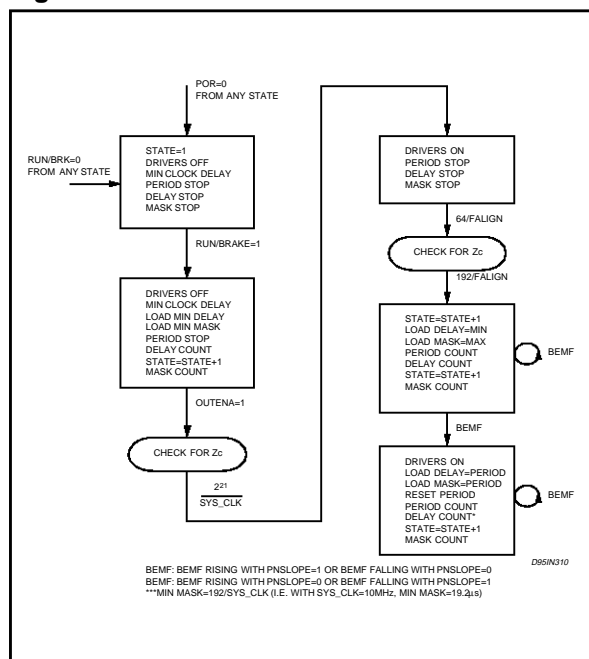 POR=0
FROM ANY STATE
RUN/BRK=0
FROM ANY STATE
STATE=1
DRIVERS OFF
MIN CLOCK DELAY
PERIOD STOP
DELAY STOP
MASK STOP
RUN/BRAKE=1
DRIVERS OFF
MIN CLOCK DELAY
LOAD MIN DELAY
LOAD MIN MASK
PERIOD STOP
DELAY COUNT
STATE=STATE+1
MASK COUNT
OUTENA=1
CHECK FOR Zc
2²¹
SYS_CLK
DRIVERS ON
PERIOD STOP
DELAY STOP
MASK STOP
64/FALIGN
CHECK FOR Zc
192/FALIGN
STATE=STATE+1
LOAD DELAY=MIN
LOAD MASK=MAX
PERIOD COUNT
DELAY COUNT
STATE=STATE+1
MASK COUNT
BEMF
BEMF
DRIVERS ON
LOAD DELAY=PERIOD
LOAD MASK=PERIOD
RESET PERIOD
PERIOD COUNT
DELAY COUNT*
STATE=STATE+1
MASK COUNT
BEMF
D95IN310
BEMF: BEMF RISING WITH PNSLOPE=1 OR BEMF FALLING WITH PNSLOPE=0
BEMF: BEMF RISING WITH PNSLOPE=0 OR BEMF FALLING WITH PNSLOPE=1
***MIN MASK=192/SYS_CLK (I.E. WITH SYS_CLK=10MHz, MIN MASK=19.2µs)